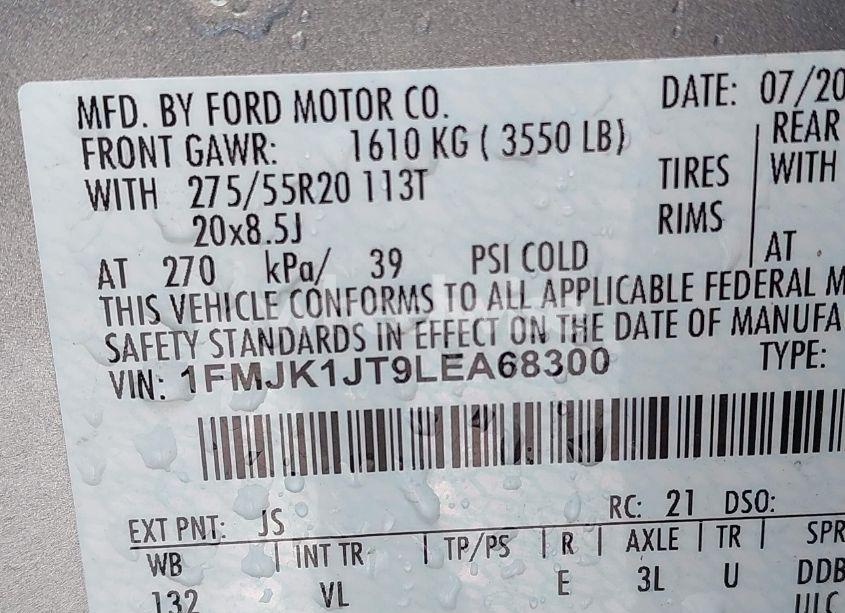 MFD. BY FORD MOTOR CO. DATE: 07/20
FRONT GAWR: 1610 KG ( 3550 LB) REAR
WITH 275/55R20 113T TIRES WITH
20x8.5J RIMS
AT 270 kPa/ 39 PSI COLD AT
THIS VEHICLE CONFORMS TO ALL APPLICABLE FEDERAL M
SAFETY STANDARDS IN EFFECT ON THE DATE OF MANUFA
VIN: 1FMJK1JT9LEA68300 TYPE:
EXT PNT: JS RC: 21 DSO:
WB INT TR TP/PS R AXLE TR SPR
132 VL E 3L U DDB
ULC